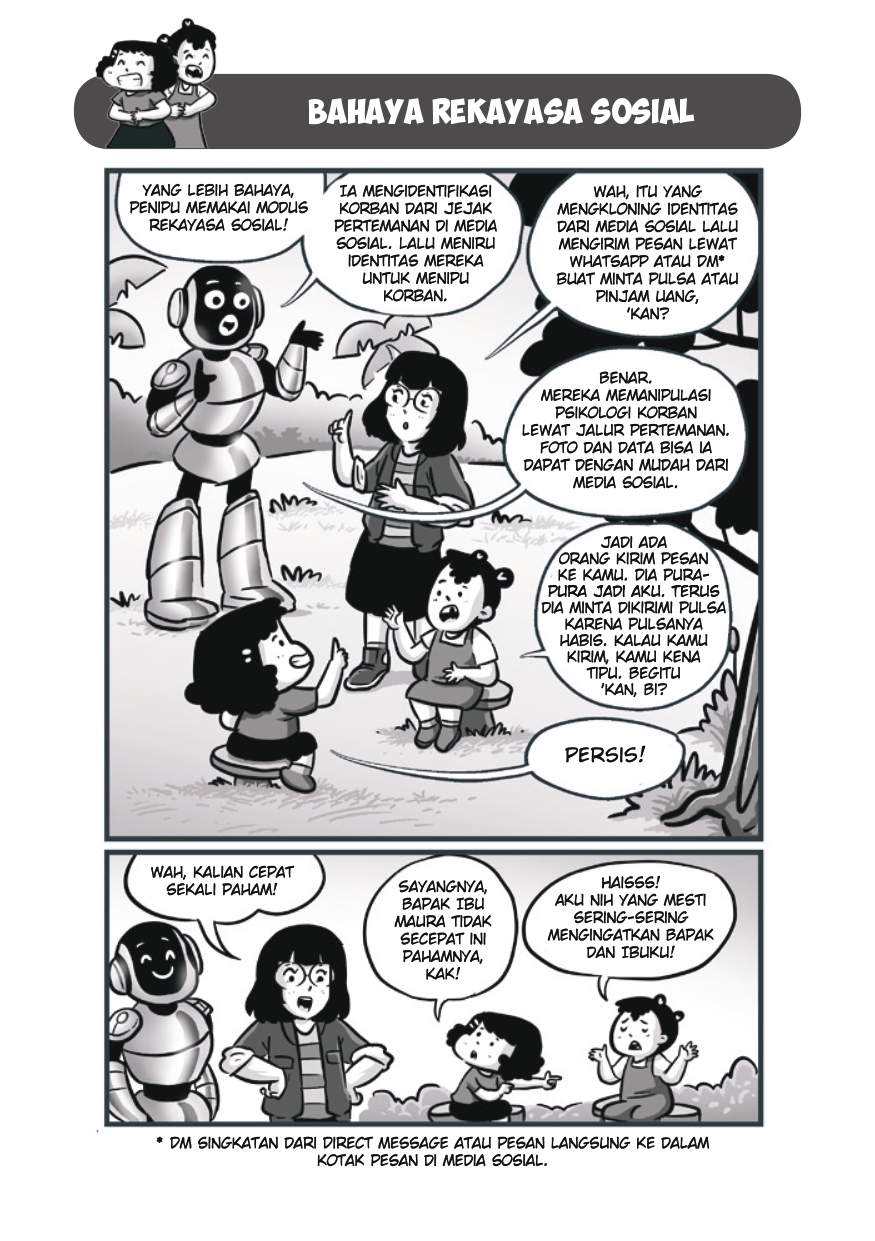 BAHAYA REKAYASA SOSIAL
YANG LEBIH BAHAYA,
PENIPU MEMAKAI MODUS
REKAYASA SOSIAL!
IA MENGIDENTIFIKASI
KORBAN DARI JEJAK
PERTEMANAN DI MEDIA
SOSIAL. LALU MENIRU
IDENTITAS MEREKA
UNTUK MENIPU
KORBAN.
WAH, ITU YANG
MENGKLONING IDENTITAS
DARI MEDIA SOSIAL LALU
MENGIRIM PESAN LEWAT
WHATSAPP ATAU DM*
BUAT MINTA PULSA ATAU
PINJAM UANG,
'KAN?
BENAR.
MEREKA MEMANIPULASI
PSIKOLOGI KORBAN
LEWAT JALUR PERTEMANAN.
FOTO DAN DATA BISA IA
DAPAT DENGAN MUDAH DARI
MEDIA SOSIAL.
JADI ADA
ORANG KIRIM PESAN
KE KAMU. DIA PURA-
PURA JADI AKU. TERUS
DIA MINTA DIKIRIMI PULSA
KARENA PULSANYA
HABIS. KALAU KAMU
KIRIM, KAMU KENA
TIPU. BEGITU
'KAN, BI?
PERSIS!
WAH, KALIAN CEPAT
SEKALI PAHAM!
SAYANGNYA,
BAPAK IBU
MAURA TIDAK
SECEPAT INI
PAHAMNYA,
KAK!
HAISSS!
AKU NIH YANG MESTI
SERING-SERING
MENGINGATKAN BAPAK
DAN IBUKU!
* DM SINGKATAN DARI DIRECT MESSAGE ATAU PESAN LANGSUNG KE DALAM
KOTAK PESAN DI MEDIA SOSIAL.